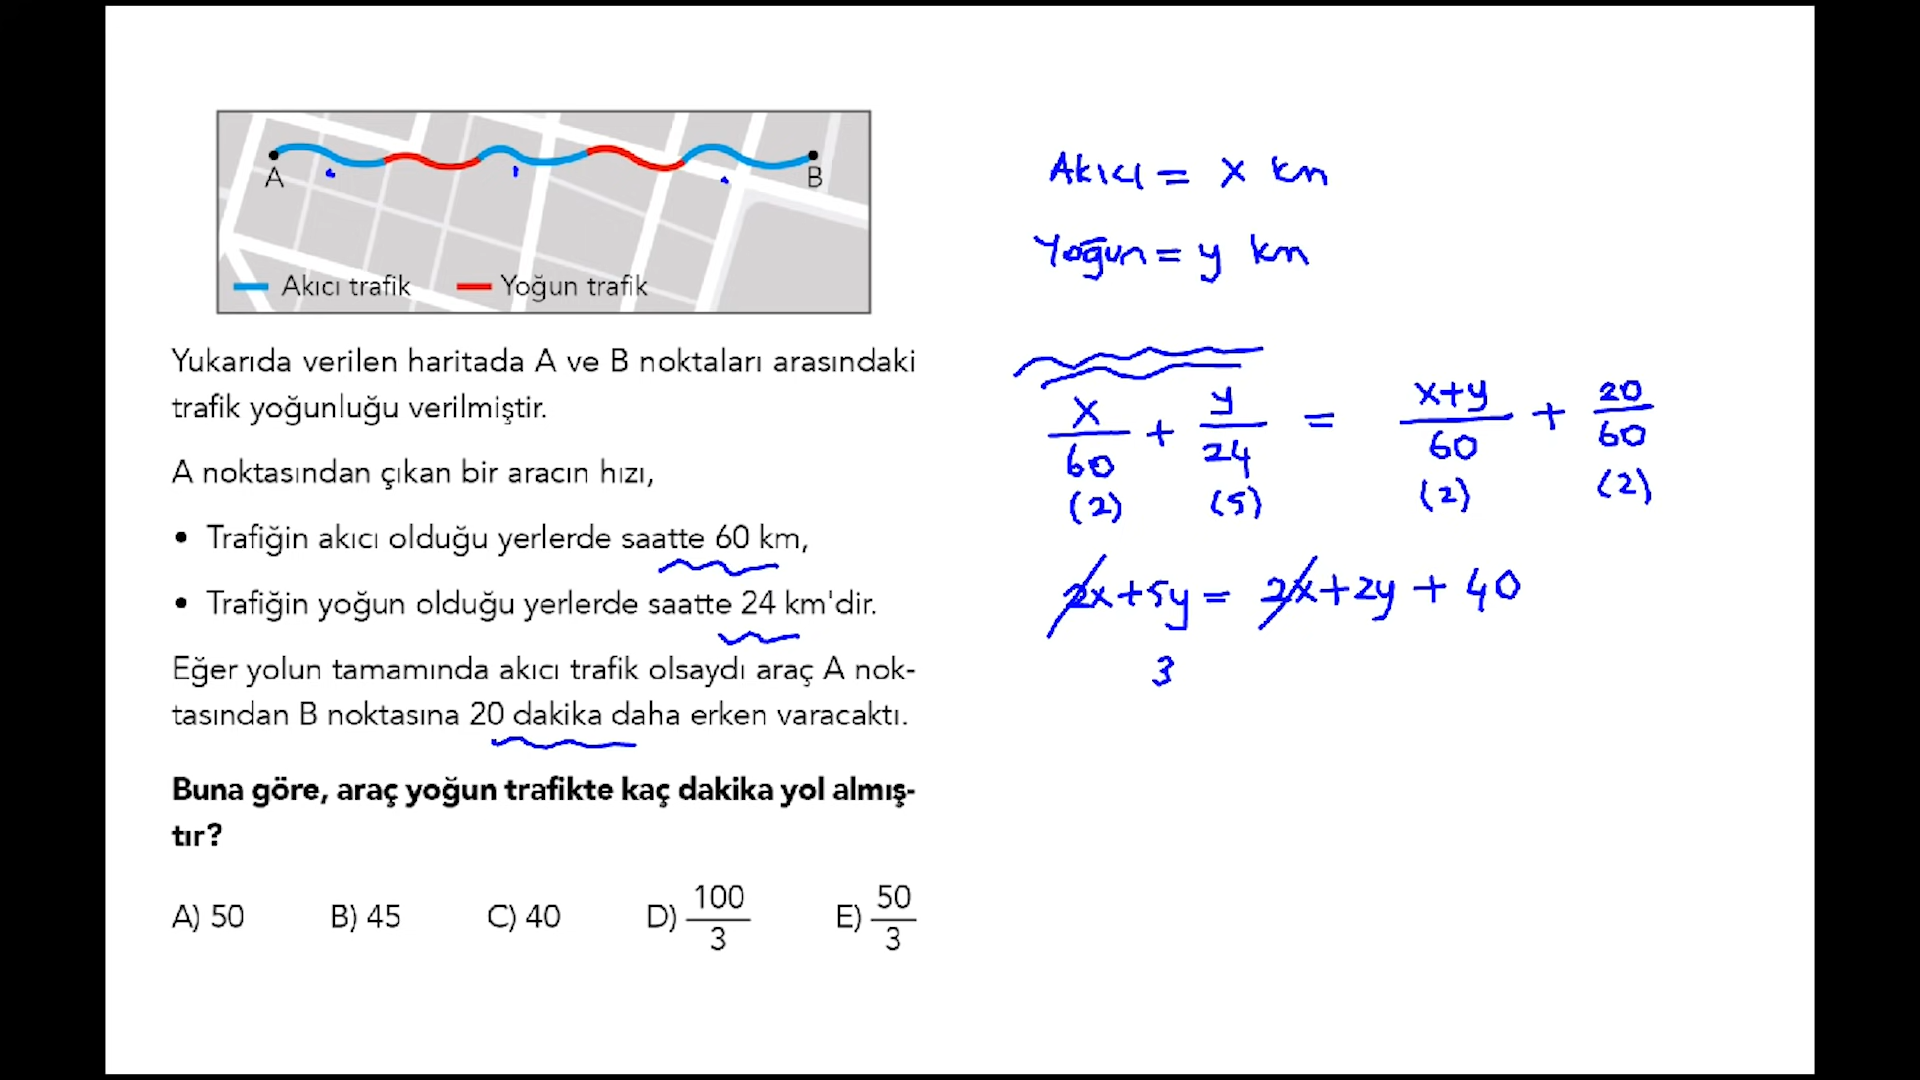 A
B
Akıcı trafik
Yoğun trafik
Yukarıda verilen haritada A ve B noktaları arasındaki
trafik yoğunluğu verilmiştir.
A noktasından çıkan bir aracın hızı,
• Trafiğin akıcı olduğu yerlerde saatte 60 km,
• Trafiğin yoğun olduğu yerlerde saatte 24 km'dir.
Eğer yolun tamamında akıcı trafik olsaydı araç A nok-
tasından B noktasına 20 dakika daha erken varacaktı.
Buna göre, araç yoğun trafikte kaç dakika yol almış-
tır?
A) 50 B) 45 C) 40 D) 100/3 E) 50/3
Akıcı = x km
Yoğun = y km
x/60 + y/24 = x+y/60 + 20/60
(2) (5) (2) (2)
2x+5y = 2x+2y + 40
3